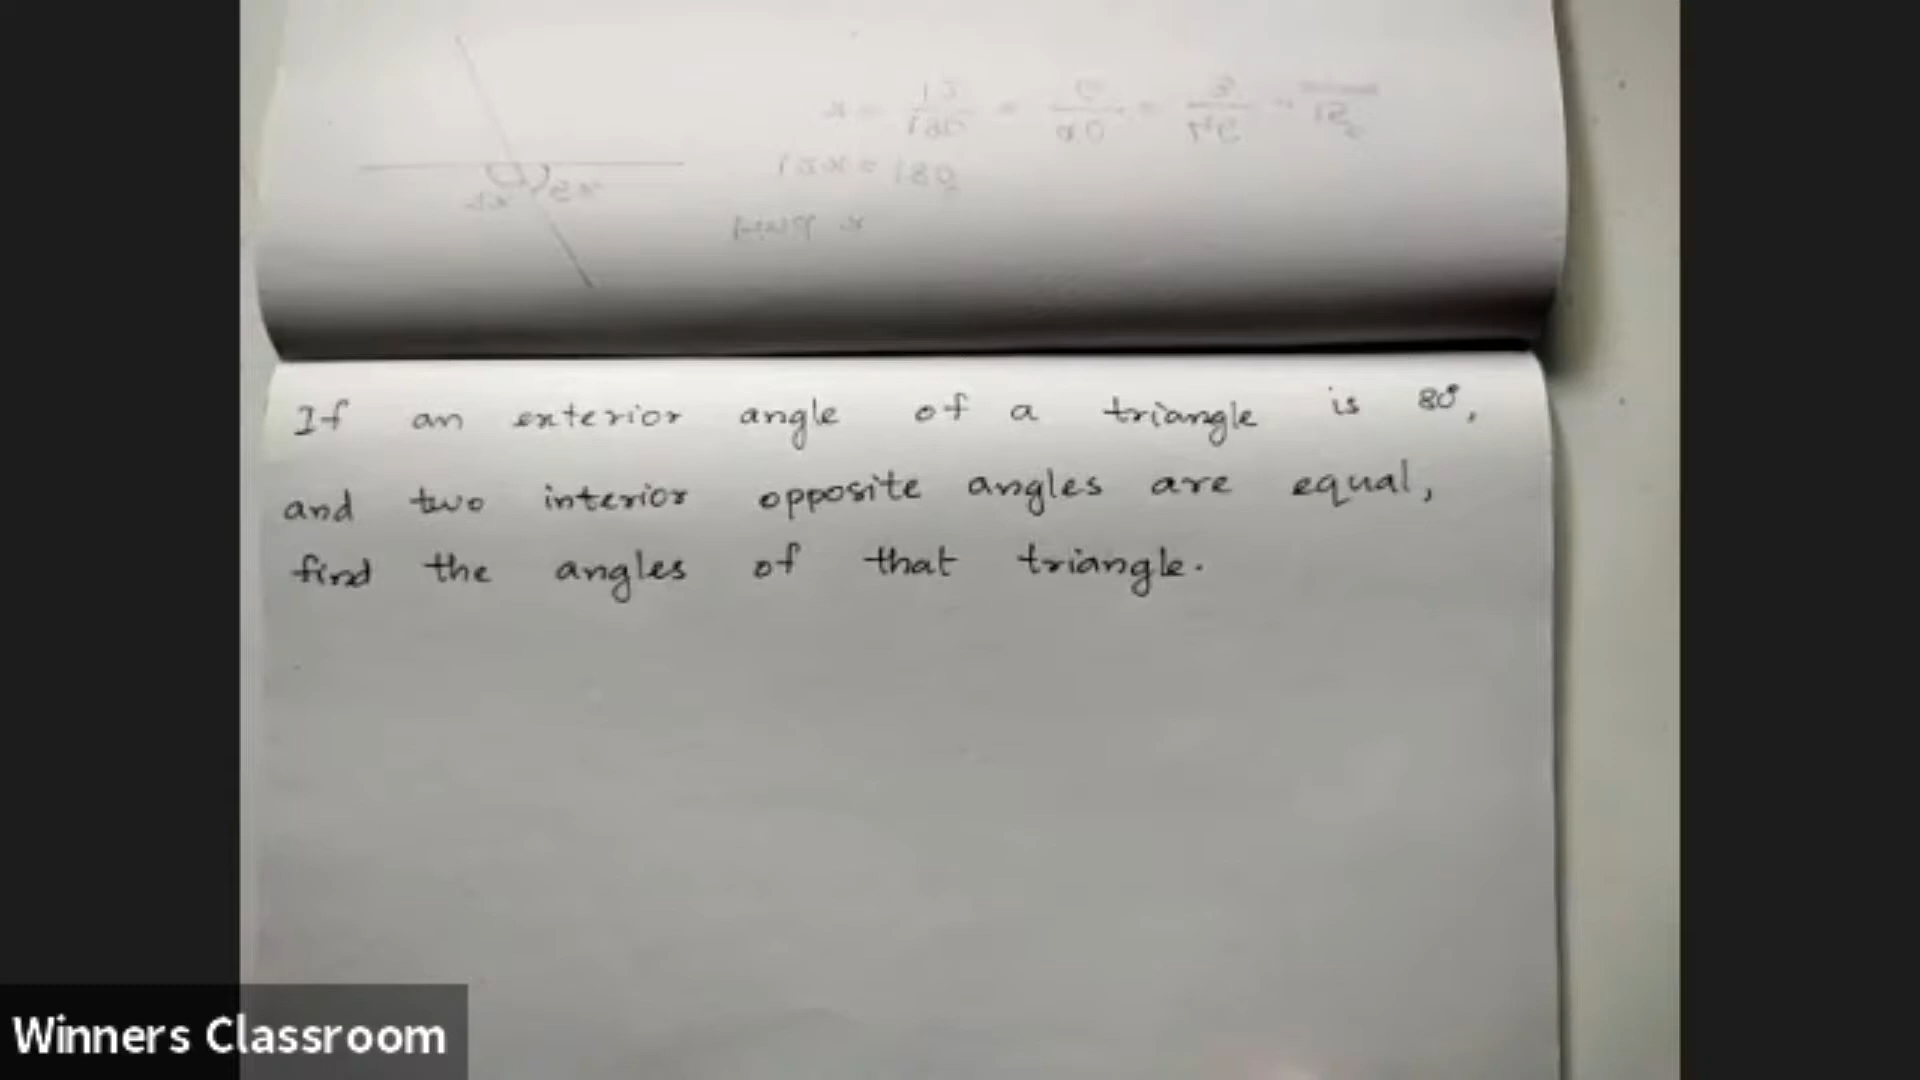 If an exterior angle of a triangle is 80°,
and two interior opposite angles are equal,
find the angles of that triangle.
Winners Classroom